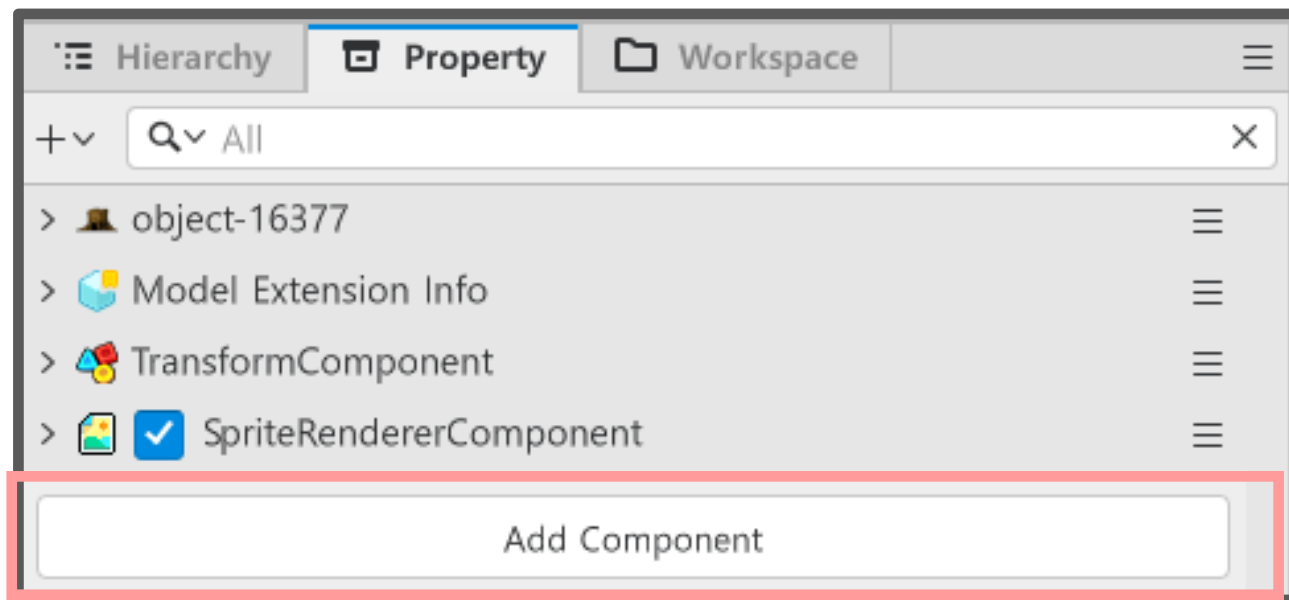 Hierarchy Property Workspace
All
object-16377
Model Extension Info
TransformComponent
SpriteRendererComponent
Add Component